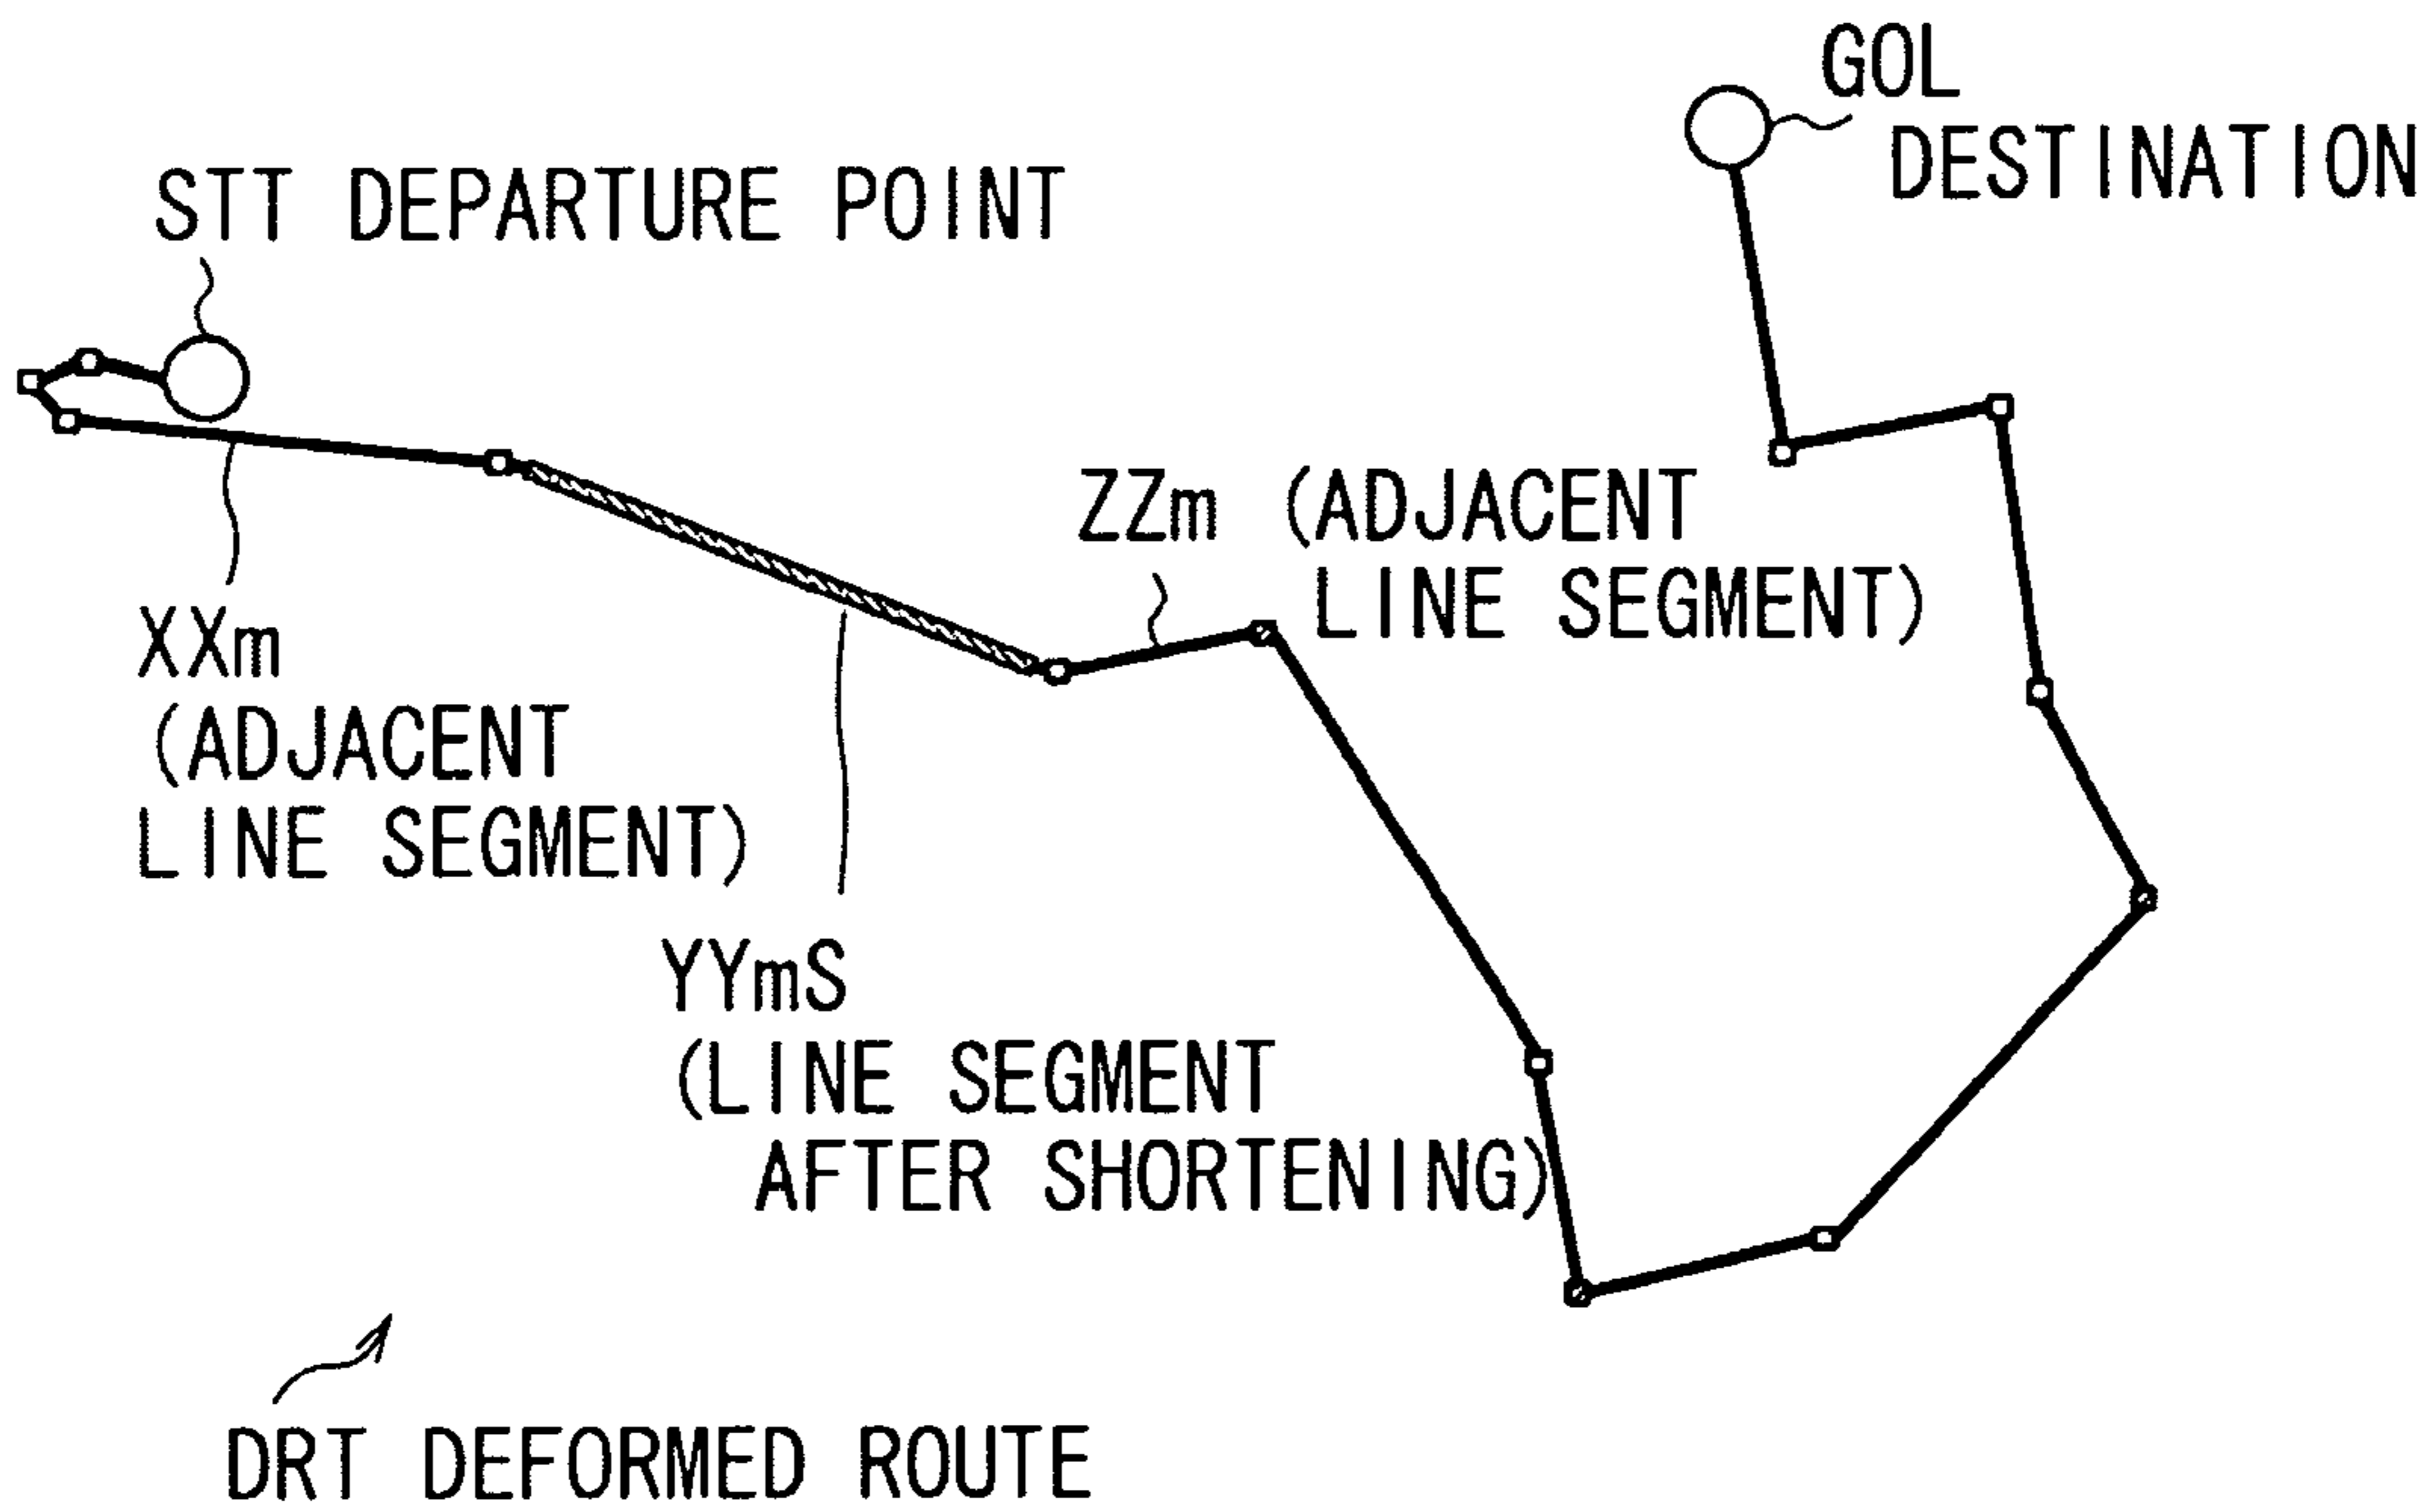 GOL
DESTINATION
STT DEPARTURE POINT
ZZm (ADJACENT
LINE SEGMENT)
XXm
(ADJACENT
LINE SEGMENT)
YYmS
(LINE SEGMENT
AFTER SHORTENING)
DRT DEFORMED ROUTE